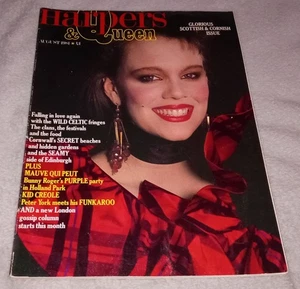 Harpers
& Queen
GLORIOUS
SCOTTISH & CORNISH
ISSUE
AUGUST 1984 £1
Falling in love again
with the WILD CELTIC fringes
The clans, the festivals
and the food
Cornwall's SECRET beaches
and hidden gardens
and the SEAMY
side of Edinburgh
PLUS
MAUVE QUI PEUT
Bunny Roger's PURPLE party
in Holland Park
KID CREOLE
Peter York meets his FUNKAROO
AND a new London
gossip column
starts this month